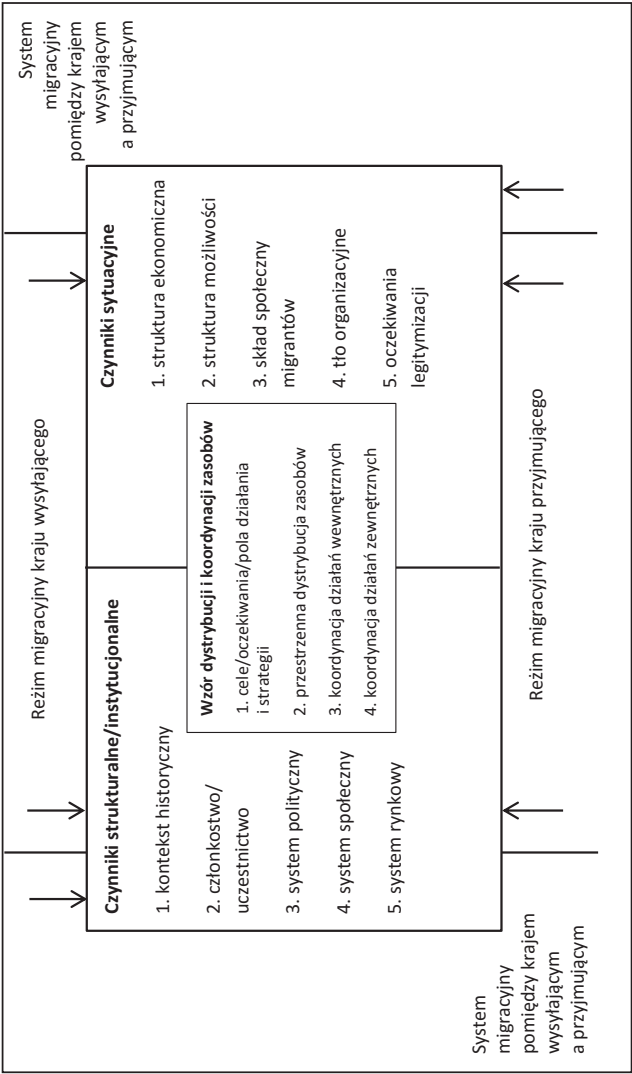 System
migracyjny
pomiędzy krajem
wysyłającym
a przyjmującym
Reżim migracyjny kraju wysyłającego
Czynniki strukturalne/instytucjonalne
1. kontekst historyczny
2. członkostwo/
uczestnictwo
3. system polityczny
4. system społeczny
5. system rynkowy
Wzór dystrybucji i koordynacji zasobów
1. cele/oczekiwania/pola działania
i strategii
2. przestrzenna dystrybucja zasobów
3. koordynacja działań wewnętrznych
4. koordynacja działań zewnętrznych
Czynniki sytuacyjne
1. struktura ekonomiczna
2. struktura możliwości
3. skład społeczny
migrantów
4. tło organizacyjne
5. oczekiwania
legitymizacji
Reżim migracyjny kraju przyjmującego
System
migracyjny
pomiędzy krajem
wysyłającym
a przyjmującym